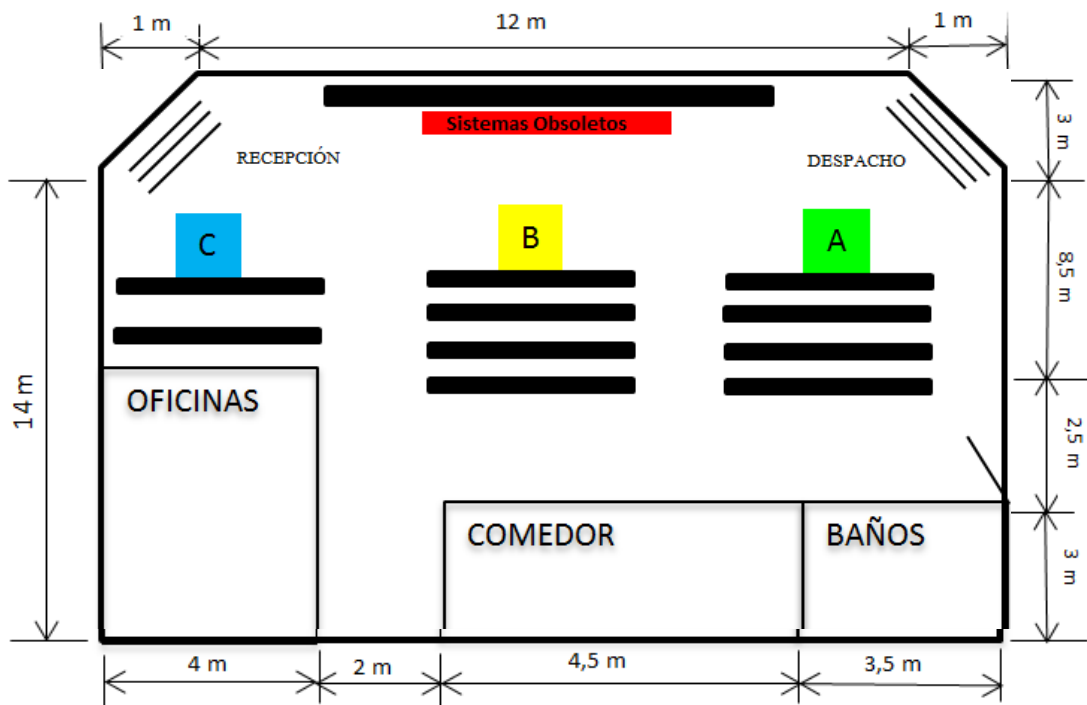 1 m
12 m
1 m
Sistemas Obsoletos
3 m
RECEPCIÓN
DESPACHO
C
B
A
8,5 m
14 m
OFICINAS
2,5 m
COMEDOR
BAÑOS
3 m
4 m
2 m
4,5 m
3,5 m